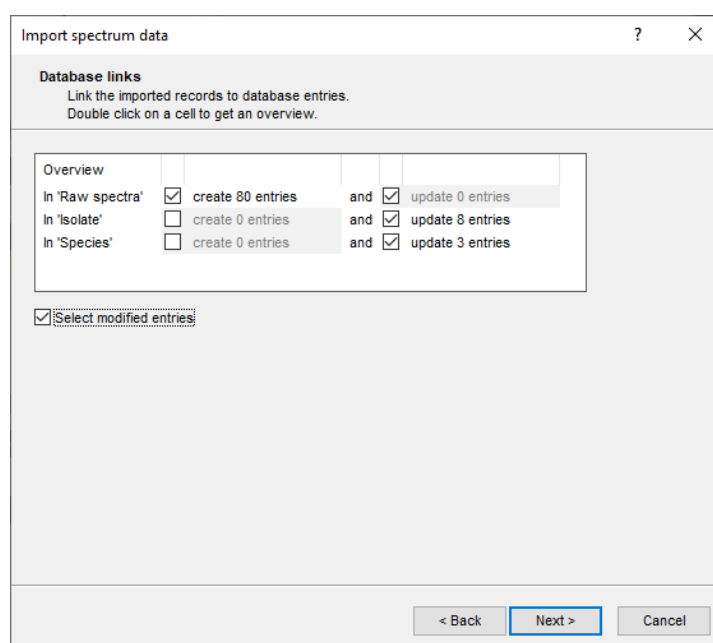 Import spectrum data ?
Database links
Link the imported records to database entries.
Double click on a cell to get an overview.
Overview
In 'Raw spectra' create 80 entries and update 0 entries
In 'Isolate' create 0 entries and update 8 entries
In 'Species' create 0 entries and update 3 entries
Select modified entries
< Back Next > Cancel